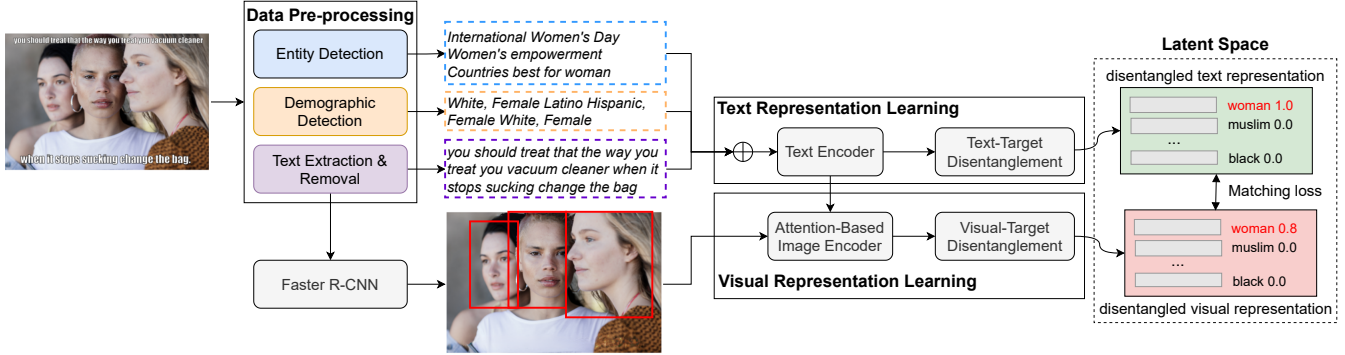 you should treat that the way you treat you vacuum cleaner
when it stops sucking change the bag.
Data Pre-processing
Entity Detection
Demographic
Detection
Text Extraction &
Removal
International Women's Day
Women's empowerment
Countries best for woman
White, Female Latino Hispanic,
Female White, Female
you should treat that the way you
treat you vacuum cleaner when it
stops sucking change the bag
Faster R-CNN
Text Representation Learning
Text Encoder
Text-Target
Disentanglement
Attention-Based
Image Encoder
Visual-Target
Disentanglement
Visual Representation Learning
Latent Space
disentangled text representation
woman 1.0
muslim 0.0
...
black 0.0
Matching loss
woman 0.8
muslim 0.0
...
black 0.0
disentangled visual representation